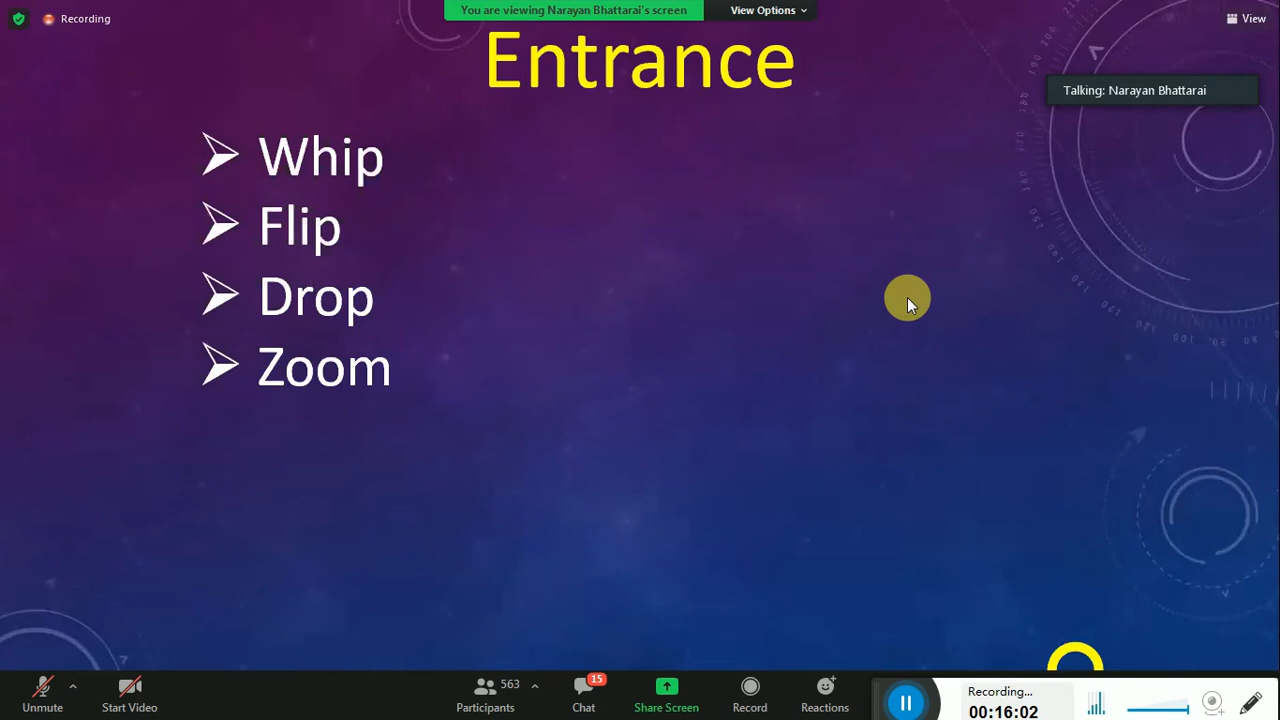 Recording
You are viewing Narayan Bhattarai's screen
View Options
View
Entrance
Talking: Narayan Bhattarai
Whip
Flip
Drop
Zoom
Unmute
Start Video
563
Participants
15
Chat
Share Screen
Record
Reactions
Recording...
00:16:02